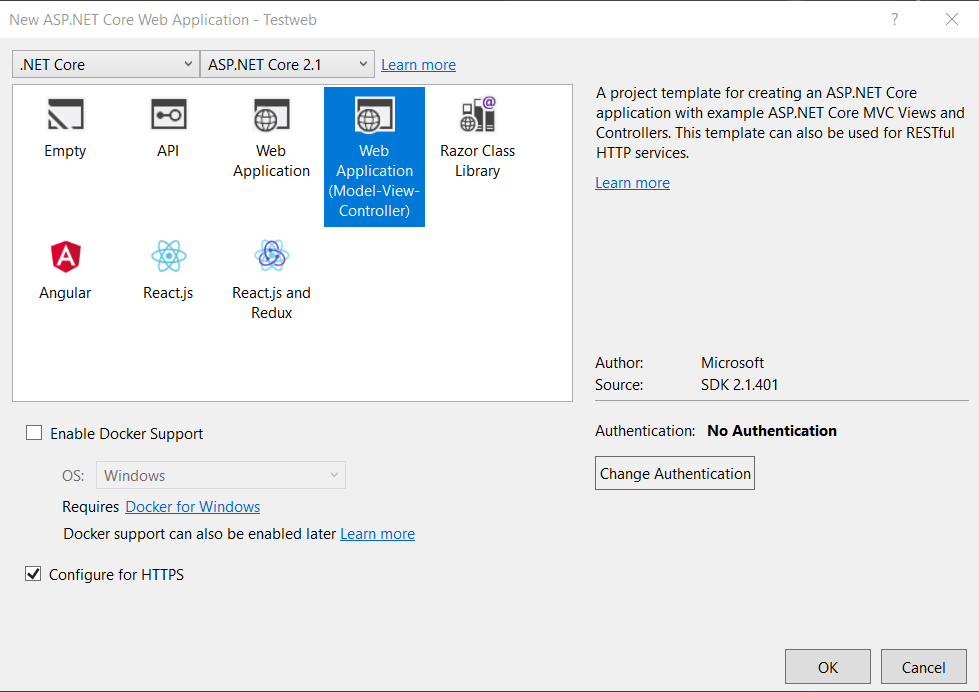 New ASP.NET Core Web Application - Testweb
?
.NET Core
ASP.NET Core 2.1
Learn more
Empty
API
Web
Application
Web
Application
(Model-View-
Controller)
Razor Class
Library
Angular
React.js
React.js and
Redux
A project template for creating an ASP.NET Core
application with example ASP.NET Core MVC Views and
Controllers. This template can also be used for RESTful
HTTP services.
Learn more
Author: Microsoft
Source: SDK 2.1.401
Authentication: No Authentication
Change Authentication
Enable Docker Support
OS: Windows
Requires Docker for Windows
Docker support can also be enabled later Learn more
Configure for HTTPS
OK
Cancel